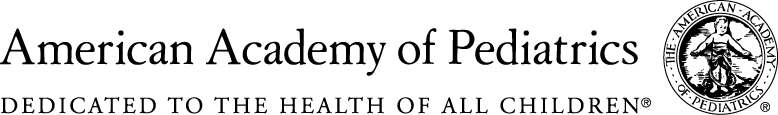 American Academy of Pediatrics
DEDICATED TO THE HEALTH OF ALL CHILDREN®
·THE·AMERICAN·ACADEMY·
OF·PEDIATRICS
®